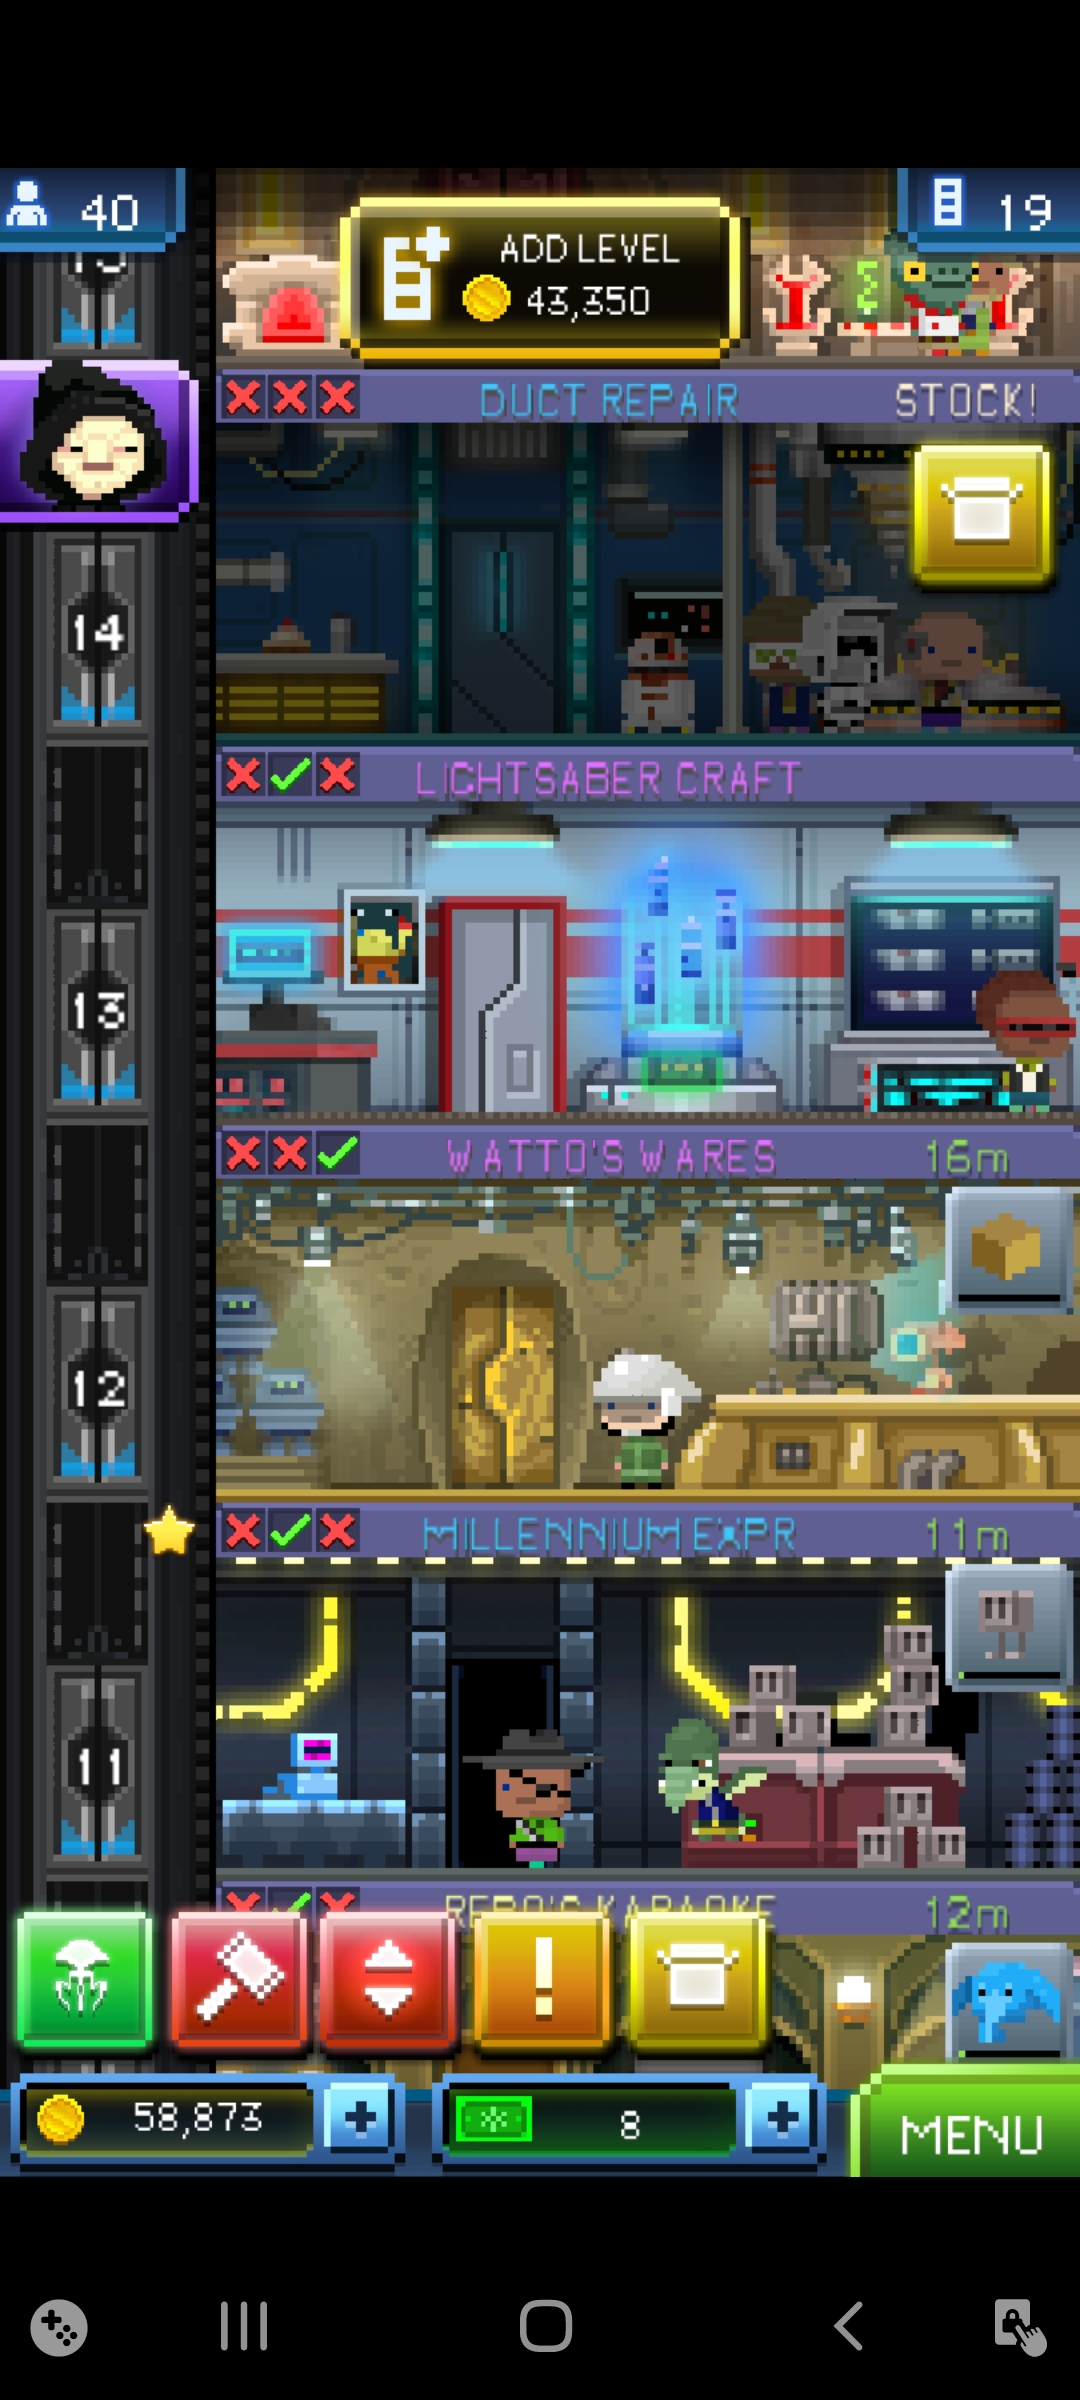 40
19
ADD LEVEL
43,350
DUCT REPAIR STOCK!
14
LIGHTSABER CRAFT
13
WATTO'S WARES 16m
12
MILLENNIUM EXPR 11m
11
REBO'S KARAOKE 12m
58,873
8
MENU